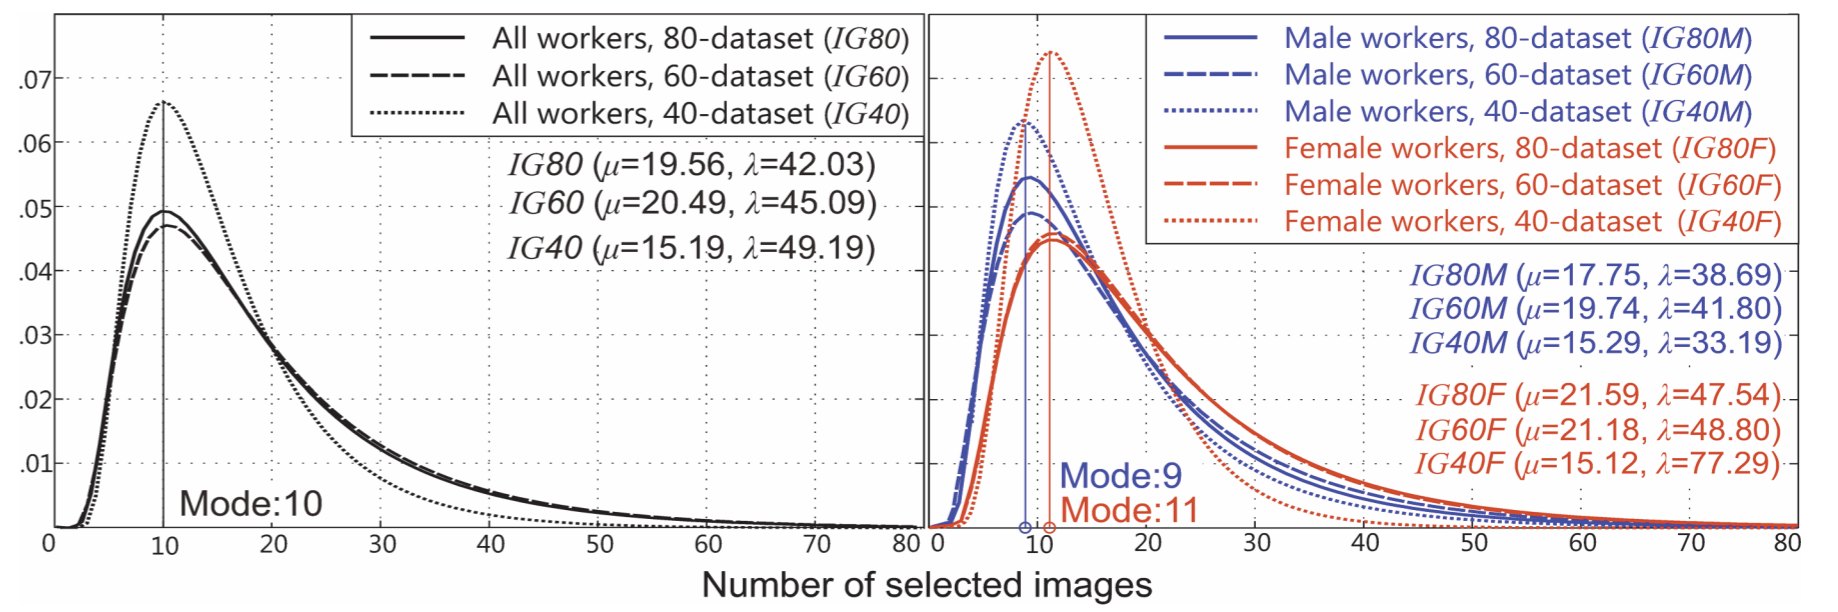 All workers, 80-dataset (IG80)
All workers, 60-dataset (IG60)
All workers, 40-dataset (IG40)
IG80 (μ=19.56, λ=42.03)
IG60 (μ=20.49, λ=45.09)
IG40 (μ=15.19, λ=49.19)
.07
.06
.05
.04
.03
.02
.01
Mode:10
0 10 20 30 40 50 60 70 80
Male workers, 80-dataset (IG80M)
Male workers, 60-dataset (IG60M)
Male workers, 40-dataset (IG40M)
Female workers, 80-dataset (IG80F)
Female workers, 60-dataset (IG60F)
Female workers, 40-dataset (IG40F)
IG80M (μ=17.75, λ=38.69)
IG60M (μ=19.74, λ=41.80)
IG40M (μ=15.29, λ=33.19)
IG80F (μ=21.59, λ=47.54)
IG60F (μ=21.18, λ=48.80)
IG40F (μ=15.12, λ=77.29)
Mode:9
Mode:11
0 10 20 30 40 50 60 70 80
Number of selected images